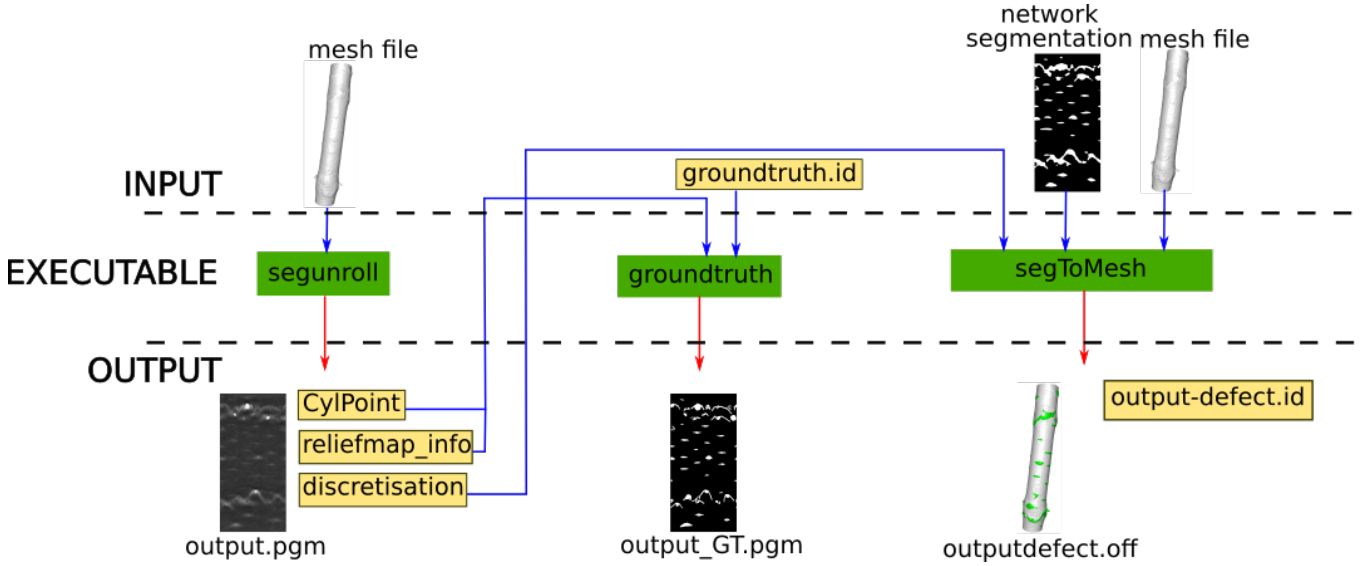 network
segmentation
mesh file
mesh file
INPUT
groundtruth.id
EXECUTABLE
segunroll
groundtruth
segToMesh
OUTPUT
CylPoint
reliefmap_info
discretisation
output-defect.id
output.pgm
output_GT.pgm
outputdefect.off